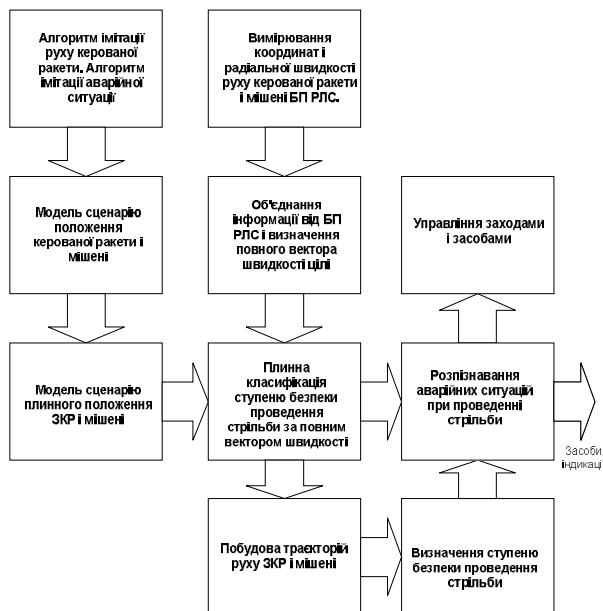 Алгоритм імітації
руху керованої
ракети. Алгоритм
імітації аварійної
ситуації
Вимірювання
координат і
радіальної швидкості
руху керованої ракети
і мішені БП РЛС.
Модель сценарію
положення
керованої ракети і
мішені
Об'єднання
інформації від БП
РЛС і визначення
повного вектора
швидкості цілі
Управління заходами
і засобами
Модель сценарію
плинного положення
ЗКР і мішені
Плинна
класифікація
ступеню безпеки
проведення
стрільби за повним
вектором швидкості
Розпізнавання
аварійних ситуацій
при проведенні
стрільби
Засоби
індикаці
Побудова траєкторій
руху ЗКР і мішені
Визначення ступеню
безпеки проведення
стрільби